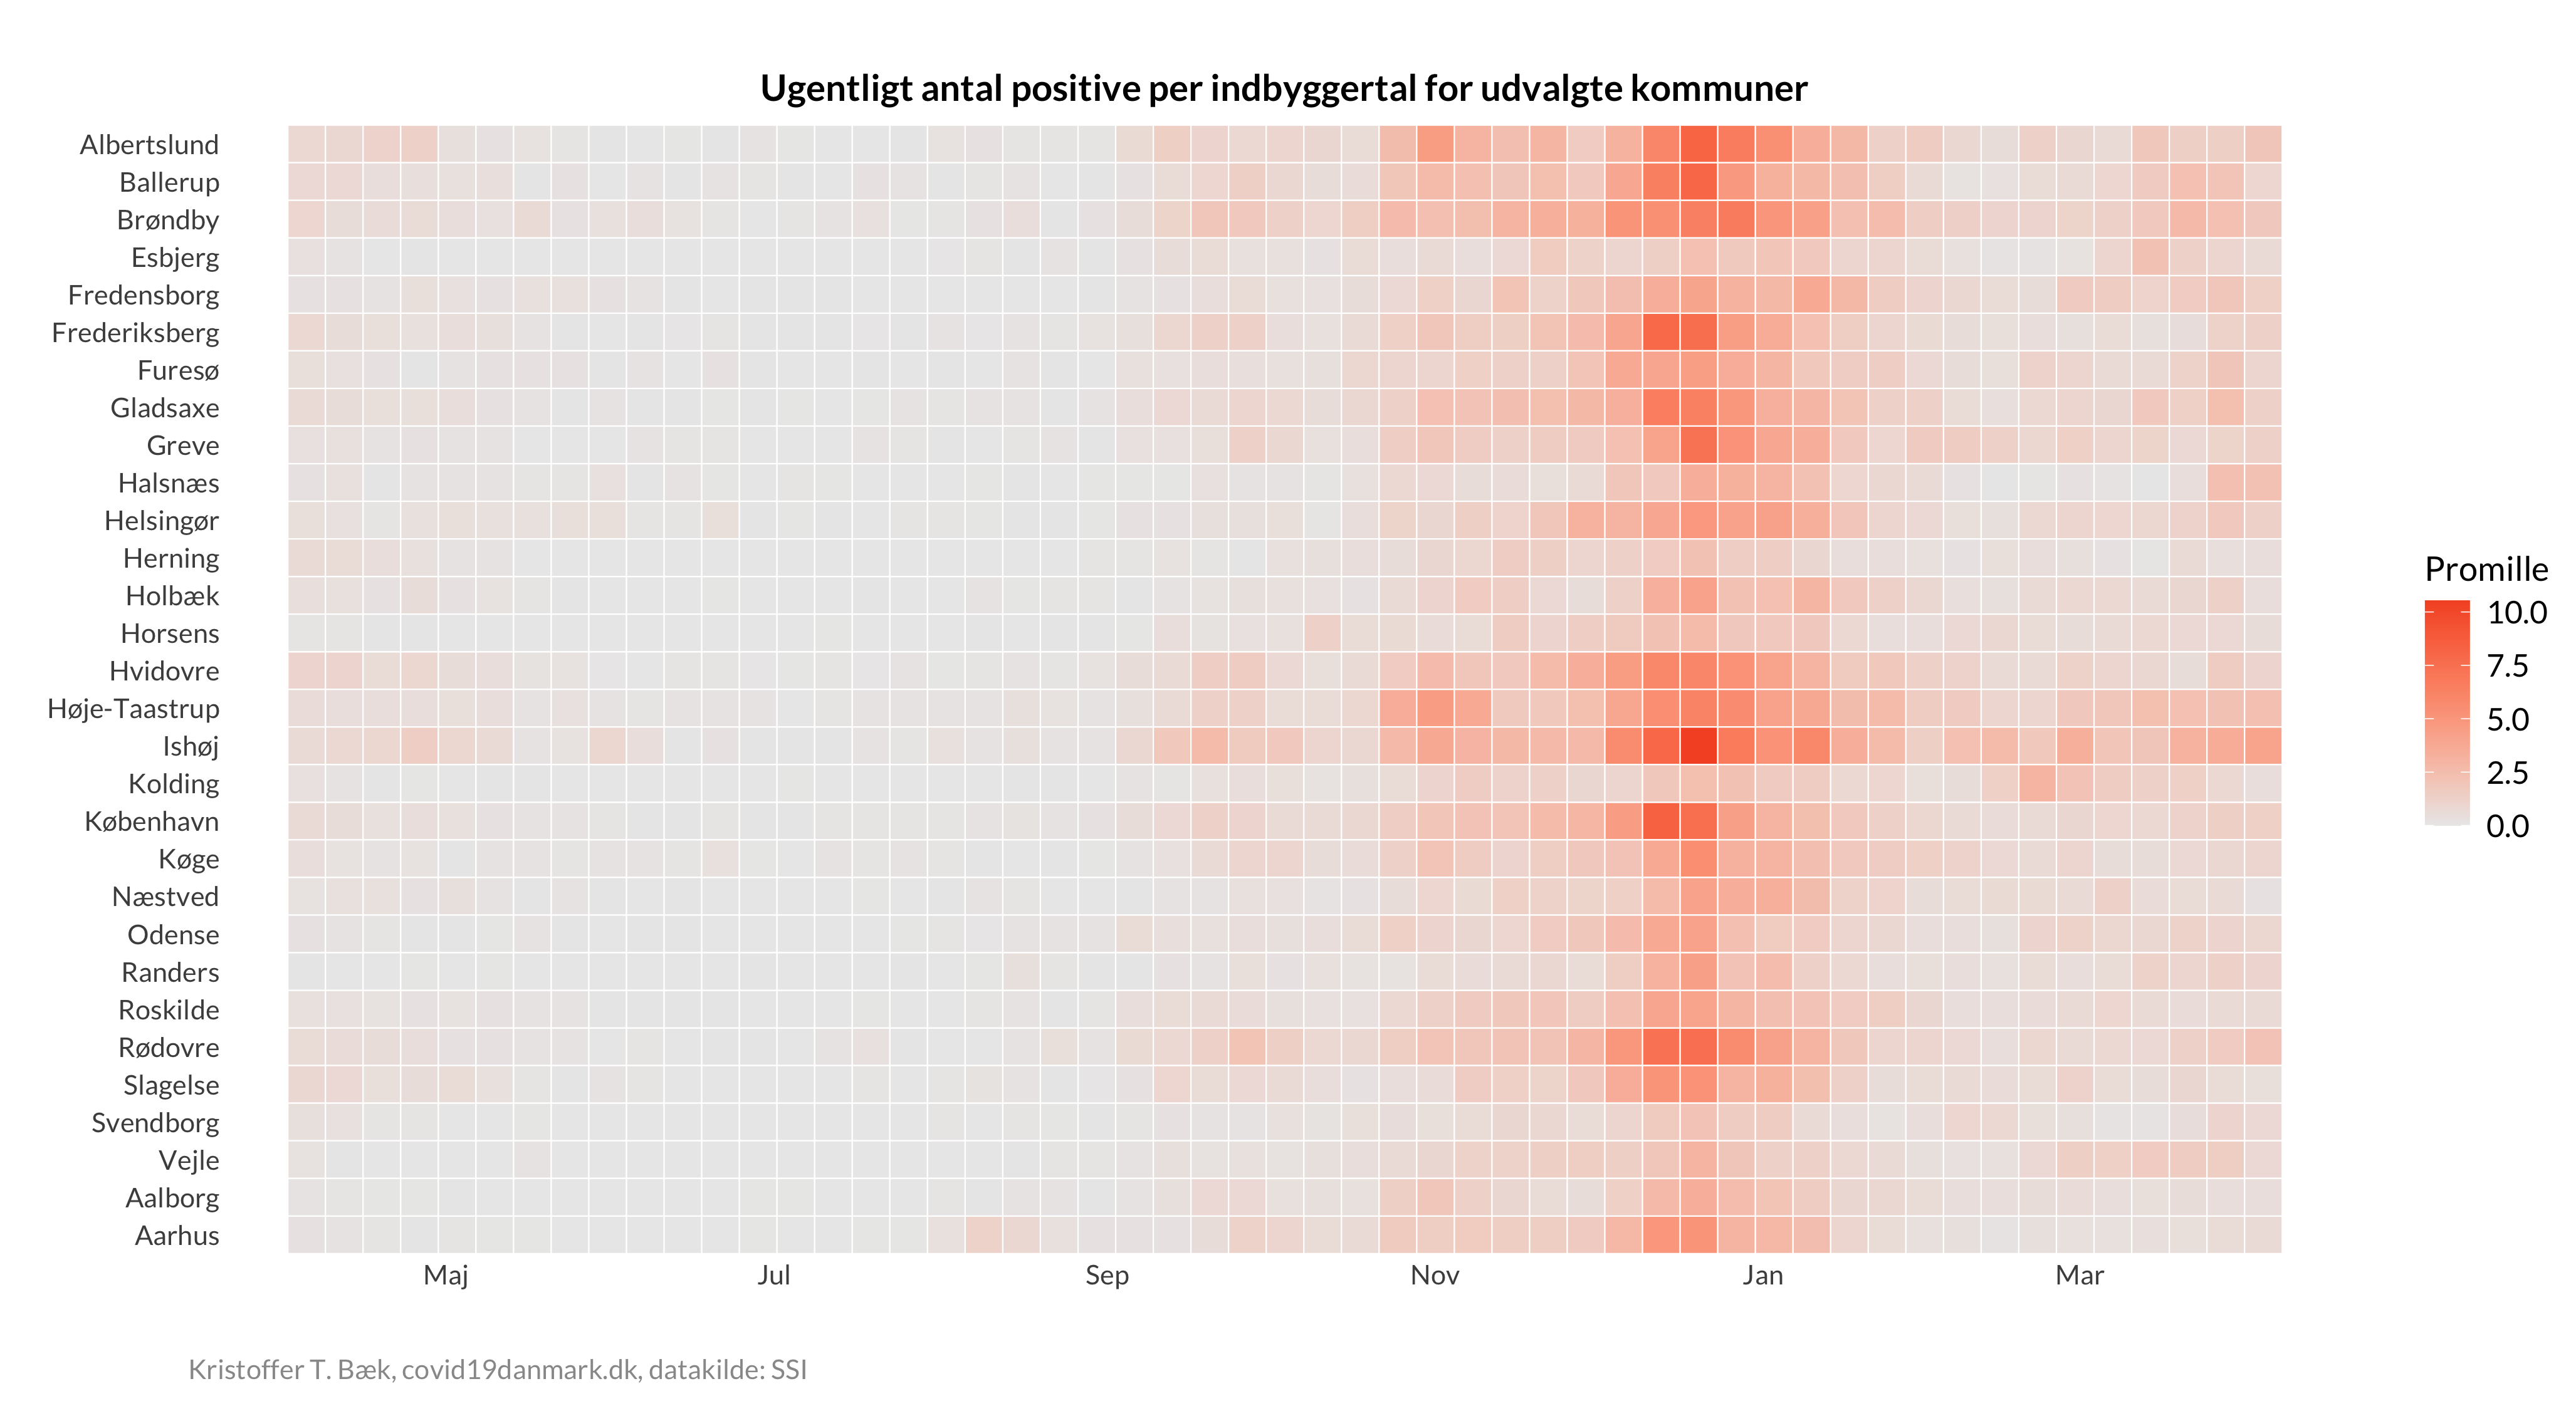 Ugentligt antal positive per indbyggertal for udvalgte kommuner
Albertslund
Ballerup
Brøndby
Esbjerg
Fredensborg
Frederiksberg
Furesø
Gladsaxe
Greve
Halsnæs
Helsingør
Herning
Holbæk
Horsens
Hvidovre
Høje-Taastrup
Ishøj
Kolding
København
Køge
Næstved
Odense
Randers
Roskilde
Rødovre
Slagelse
Svendborg
Vejle
Aalborg
Aarhus
Maj Jul Sep Nov Jan Mar
Promille
10.0
7.5
5.0
2.5
0.0
Kristoffer T. Bæk, covid19danmark.dk, datakilde: SSI